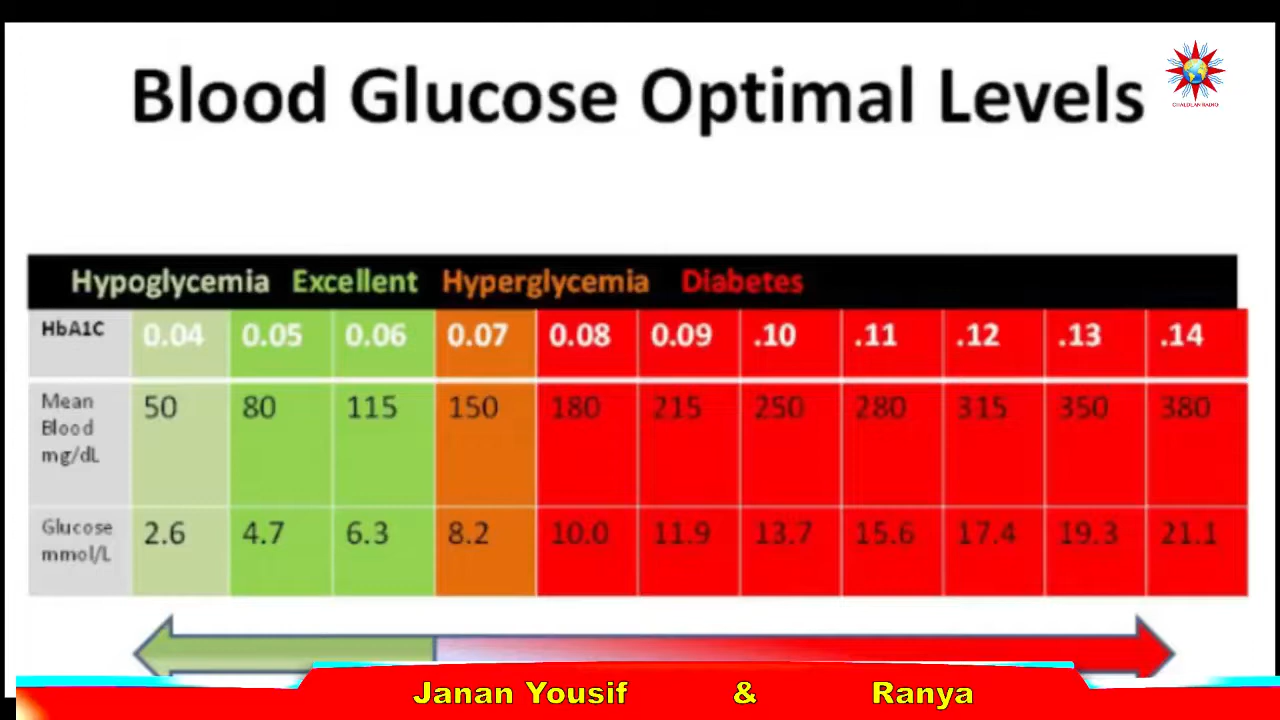 Blood Glucose Optimal Levels
CHALDEAN RADIO
Hypoglycemia Excellent Hyperglycemia Diabetes
HbA1C 0.04 0.05 0.06 0.07 0.08 0.09 .10 .11 .12 .13 .14
Mean Blood mg/dL 50 80 115 150 180 215 250 280 315 350 380
Glucose mmol/L 2.6 4.7 6.3 8.2 10.0 11.9 13.7 15.6 17.4 19.3 21.1
Janan Yousif & Ranya